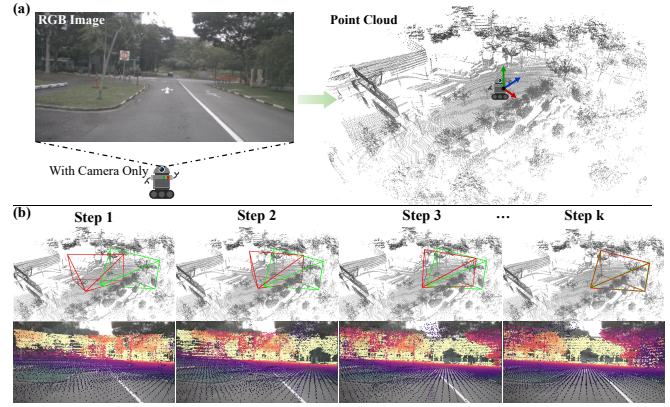 (a)
RGB Image
Point Cloud
With Camera Only
(b)
Step 1
Step 2
Step 3
...
Step k